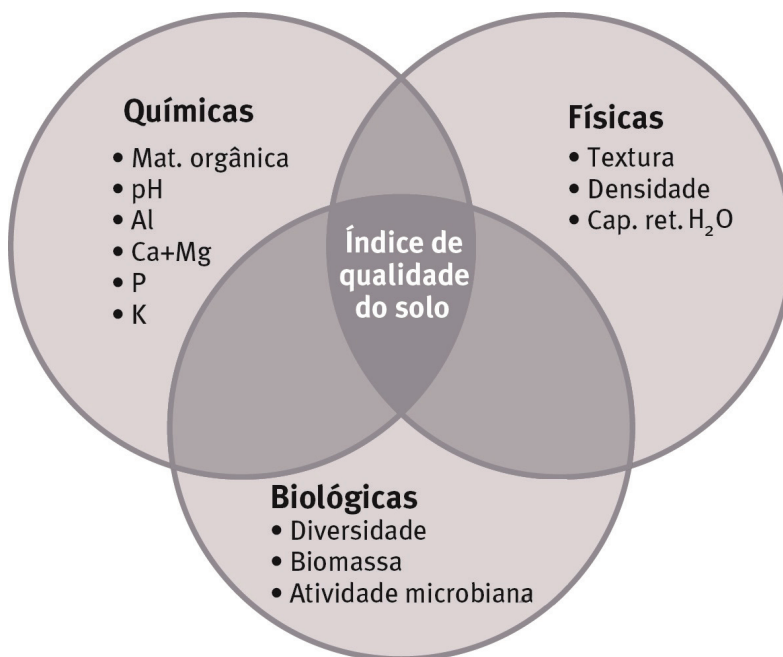 Químicas
• Mat. orgânica
• pH
• Al
• Ca+Mg
• P
• K
Físicas
• Textura
• Densidade
• Cap. ret. H₂O
Índice de
qualidade
do solo
Biológicas
• Diversidade
• Biomassa
• Atividade microbiana